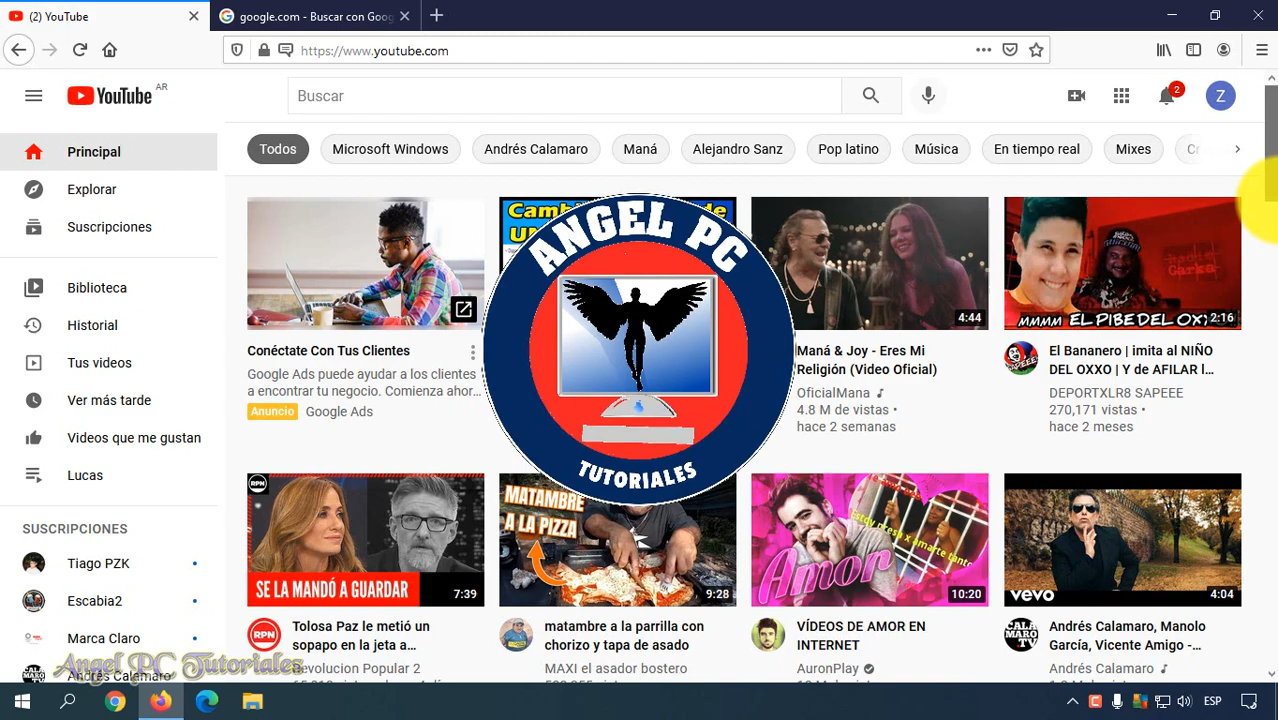 (2) YouTube
google.com - Buscar con Goog
https://www.youtube.com
YouTube AR
Buscar
2
Z
Principal
Explorar
Suscripciones
Biblioteca
Historial
Tus videos
Ver más tarde
Videos que me gustan
Lucas
SUSCRIPCIONES
Tiago PZK
Escabia2
Marca Claro
Andrés Calamaro
Todos
Microsoft Windows
Andrés Calamaro
Maná
Alejandro Sanz
Pop latino
Música
En tiempo real
Mixes
Conéctate Con Tus Clientes
Google Ads puede ayudar a los clientes
a encontrar tu negocio. Comienza ahor...
Anuncio Google Ads
ANGEL PC
TUTORIALES
4:44
Maná & Joy - Eres Mi
Religión (Video Oficial)
OficialMana
4.8 M de vistas •
hace 2 semanas
MMMM EL PIBE DEL OXXO
2:16
El Bananero | imita al NIÑO
DEL OXXO | Y de AFILAR l...
DEPORTXLR8 SAPEEE
270,171 vistas •
hace 2 meses
RPN
SE LA MANDÓ A GUARDAR
7:39
RPN
Tolosa Paz le metió un
sopapo en la jeta a...
Revolucion Popular 2
MATAMBRE
A LA PIZZA
9:28
matambre a la parrilla con
chorizo y tapa de asado
MAXI el asador bostero
Amor
10:20
VÍDEOS DE AMOR EN
INTERNET
AuronPlay
vevo
4:04
CALAMARO TV
Andrés Calamaro, Manolo
García, Vicente Amigo -...
Andrés Calamaro
Angel PC Tutoriales
ESP